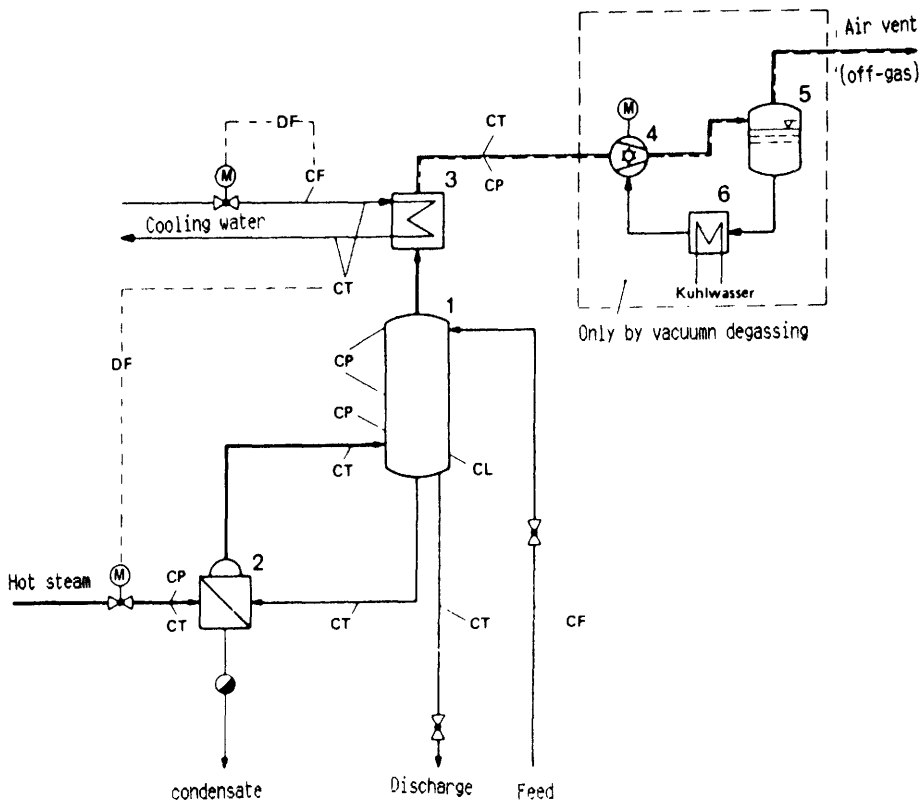 Air vent
(off-gas)
5
M
4
CT
DF
M
CF
CP
3
6
Cooling water
Kuhlwasser
CT
1
Only by vacuumn degassing
DF
CP
CP
CT
CL
M
2
Hot steam
CP
CT
CT
CT
CF
condensate
Discharge
Feed